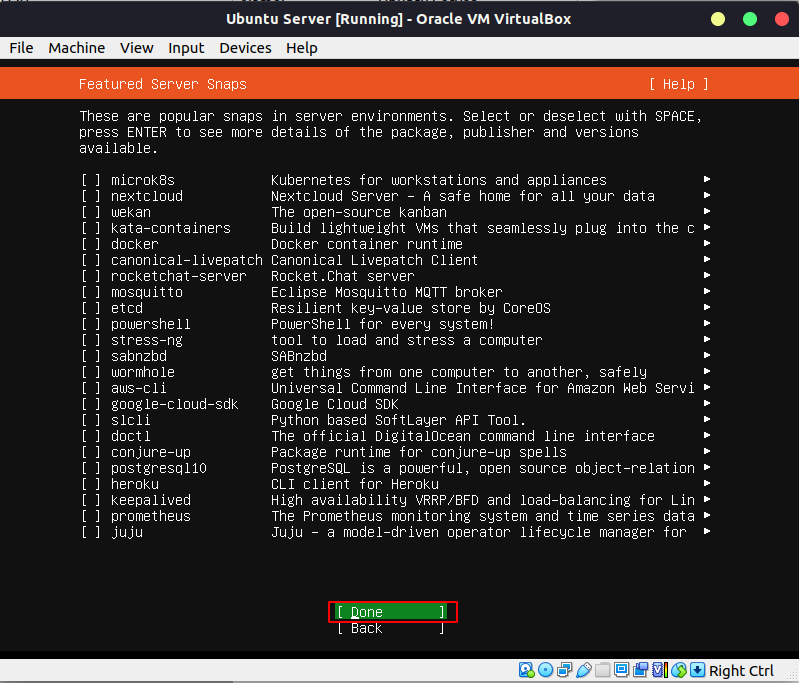 Ubuntu Server [Running] - Oracle VM VirtualBox
File Machine View Input Devices Help
Featured Server Snaps [ Help ]
These are popular snaps in server environments. Select or deselect with SPACE,
press ENTER to see more details of the package, publisher and versions
available.
[ ] microk8s Kubernetes for workstations and appliances ▸
[ ] nextcloud Nextcloud Server - A safe home for all your data ▸
[ ] wekan The open-source kanban ▸
[ ] kata-containers Build lightweight VMs that seamlessly plug into the c ▸
[ ] docker Docker container runtime ▸
[ ] canonical-livepatch Canonical Livepatch Client ▸
[ ] rocketchat-server Rocket.Chat server ▸
[ ] mosquitto Eclipse Mosquitto MQTT broker ▸
[ ] etcd Resilient key-value store by CoreOS ▸
[ ] powershell PowerShell for every system! ▸
[ ] stress-ng tool to load and stress a computer ▸
[ ] sabnzbd SABnzbd ▸
[ ] wormhole get things from one computer to another, safely ▸
[ ] aws-cli Universal Command Line Interface for Amazon Web Servi ▸
[ ] google-cloud-sdk Google Cloud SDK ▸
[ ] slcli Python based SoftLayer API Tool. ▸
[ ] doctl The official DigitalOcean command line interface ▸
[ ] conjure-up Package runtime for conjure-up spells ▸
[ ] postgresql10 PostgreSQL is a powerful, open source object-relation ▸
[ ] heroku CLI client for Heroku ▸
[ ] keepalived High availability VRRP/BFD and load-balancing for Lin ▸
[ ] prometheus The Prometheus monitoring system and time series data ▸
[ ] juju Juju - a model-driven operator lifecycle manager for ▸
[ Done ]
[ Back ]
Right Ctrl